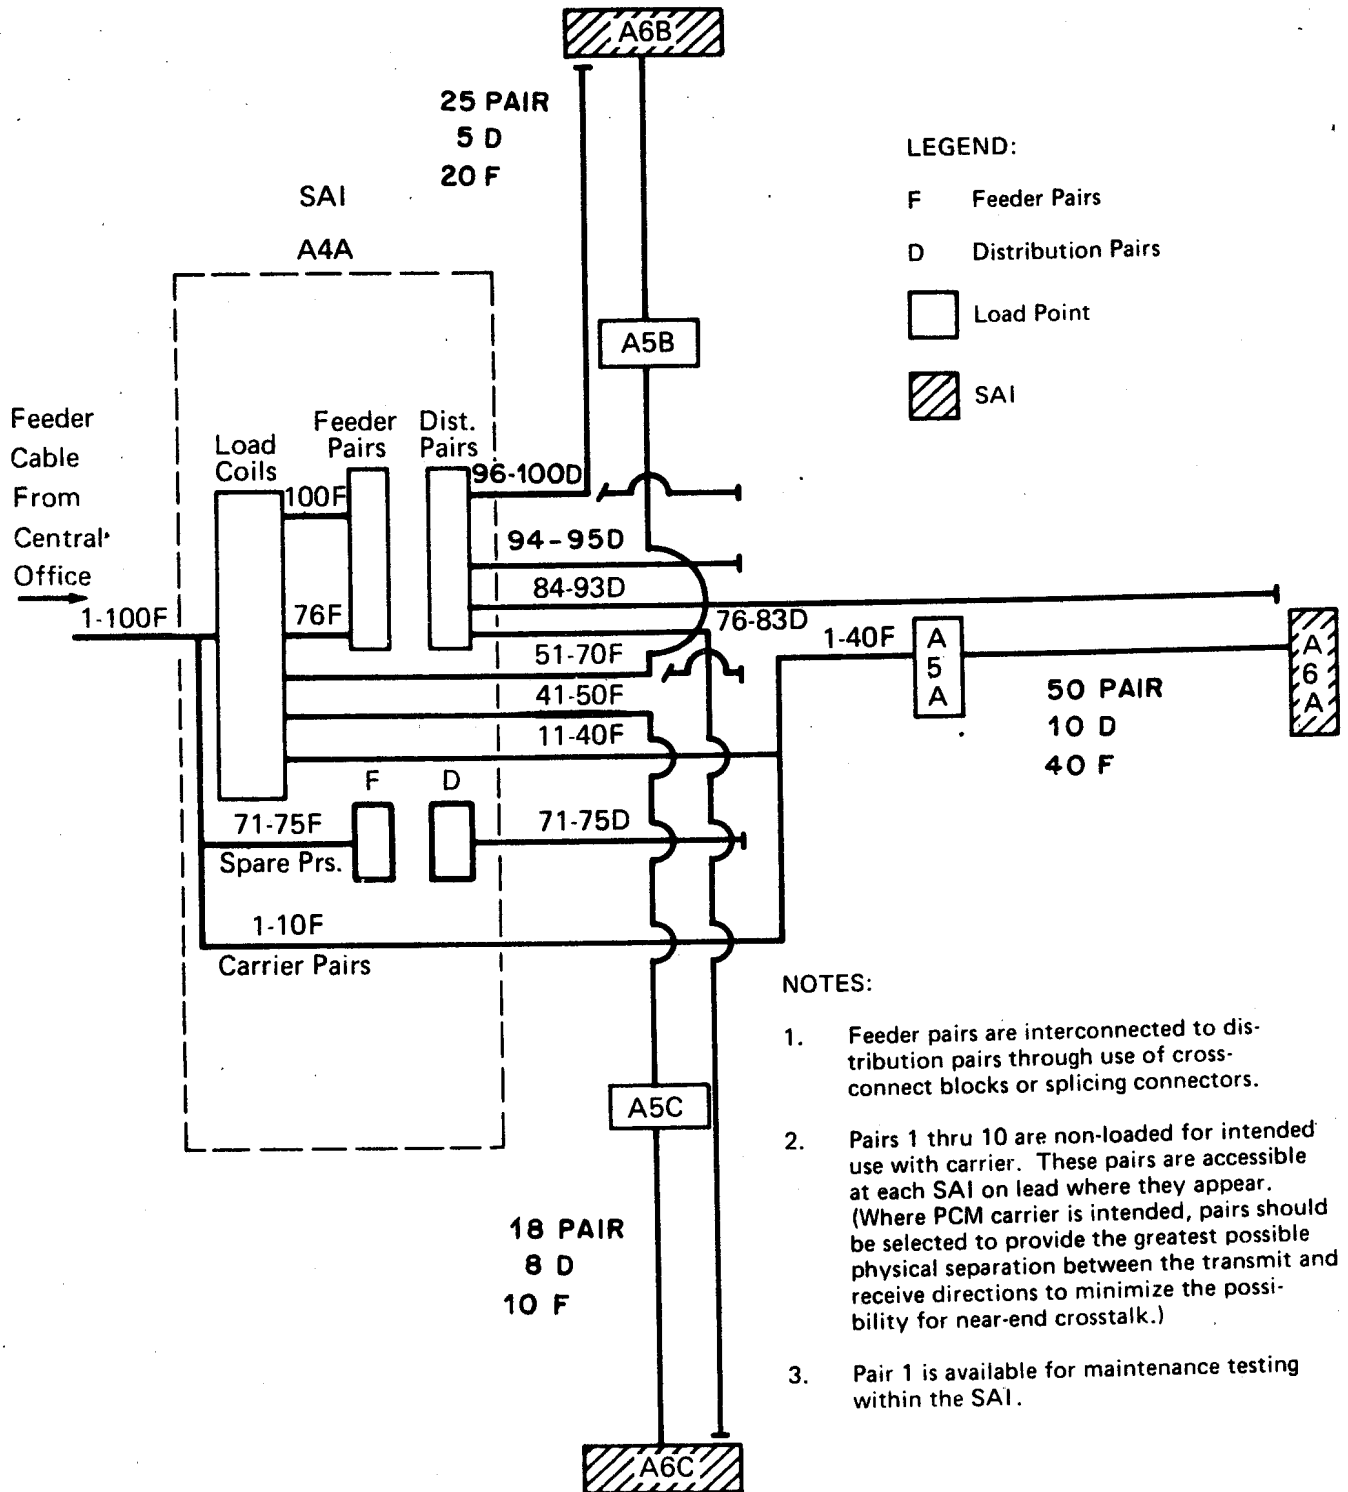 A6B
25 PAIR
5 D
20 F
LEGEND:
F Feeder Pairs
D Distribution Pairs
Load Point
SAI
SAI
A4A
A5B
Feeder
Cable
From
Central
Office
Load
Coils
Feeder
Pairs
Dist.
Pairs
96-100D
100F
94-95D
84-93D
1-100F
76F
76-83D
1-40F
A
5
A
A
6
A
51-70F
41-50F
11-40F
50 PAIR
10 D
40 F
F
D
71-75F
Spare Prs.
71-75D
1-10F
Carrier Pairs
A5C
18 PAIR
8 D
10 F
A6C
NOTES:
1. Feeder pairs are interconnected to dis-
tribution pairs through use of cross-
connect blocks or splicing connectors.
2. Pairs 1 thru 10 are non-loaded for intended
use with carrier. These pairs are accessible
at each SAI on lead where they appear.
(Where PCM carrier is intended, pairs should
be selected to provide the greatest possible
physical separation between the transmit and
receive directions to minimize the possi-
bility for near-end crosstalk.)
3. Pair 1 is available for maintenance testing
within the SAI.